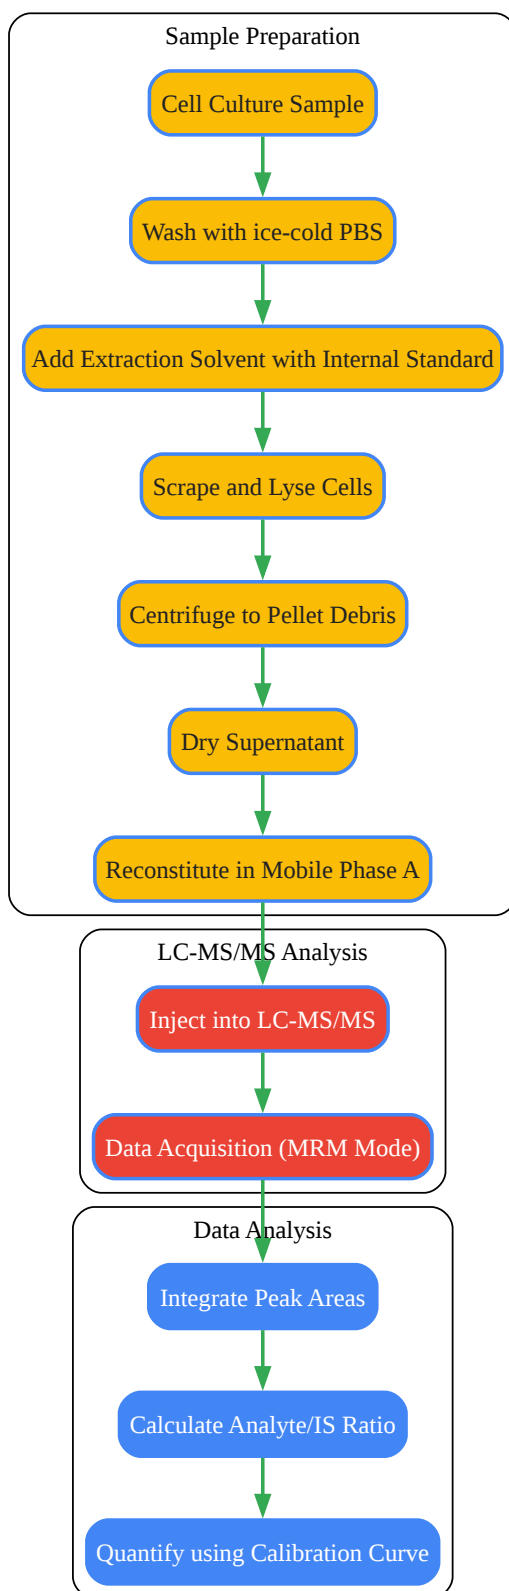 Sample Preparation
Cell Culture Sample
Wash with ice-cold PBS
Add Extraction Solvent with Internal Standard
Scrape and Lyse Cells
Centrifuge to Pellet Debris
Dry Supernatant
Reconstitute in Mobile Phase A
LC-MS/MS Analysis
Inject into LC-MS/MS
Data Acquisition (MRM Mode)
Data Analysis
Integrate Peak Areas
Calculate Analyte/IS Ratio
Quantify using Calibration Curve